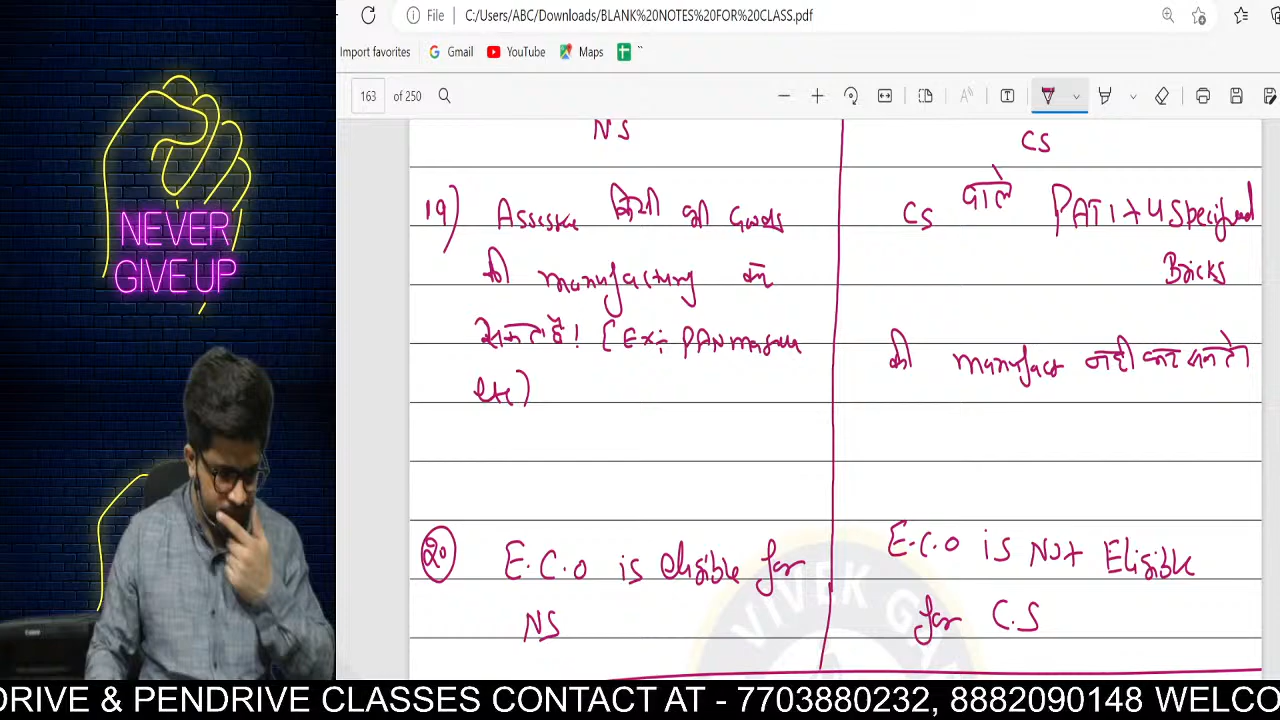 File C:/Users/ABC/Downloads/BLANK%20NOTES%20FOR%20CLASS.pdf
Import favorites Gmail YouTube Maps
163 of 250
NS
CS
19) Assessee किसी भी Goods
की manufacturing कर
सकता है! [Ex:- PAN masala
etc)
CS वाले PATI + 4 Specified
Bricks
को manufact नही कर सकते
20 E.C.O is eligible for
NS
E.C.O is Not Eligible
for C.S
NEVER
GIVE UP
DRIVE & PENDRIVE CLASSES CONTACT AT - 7703880232, 8882090148 WELCO